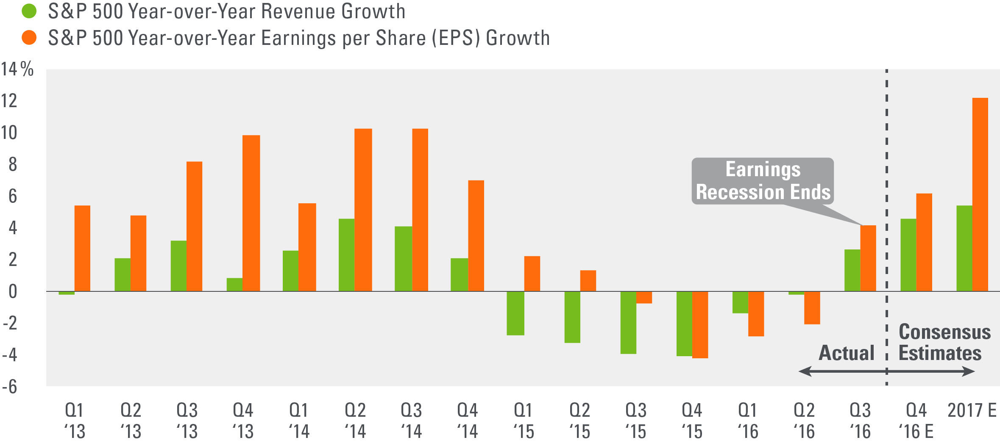 S&P 500 Year-over-Year Revenue Growth
S&P 500 Year-over-Year Earnings per Share (EPS) Growth
14 %
12
10
8
6
4
2
0
-2
-4
-6
Earnings
Recession Ends
Actual
Consensus
Estimates
Q1 Q2 Q3 Q4 Q1 Q2 Q3 Q4 Q1 Q2 Q3 Q4 Q1 Q2 Q3 Q4 2017 E
‘13 ‘13 ‘13 ‘13 ‘14 ‘14 ‘14 ‘14 ‘15 ‘15 ‘15 ‘15 ‘16 ‘16 ‘16 ‘16 E